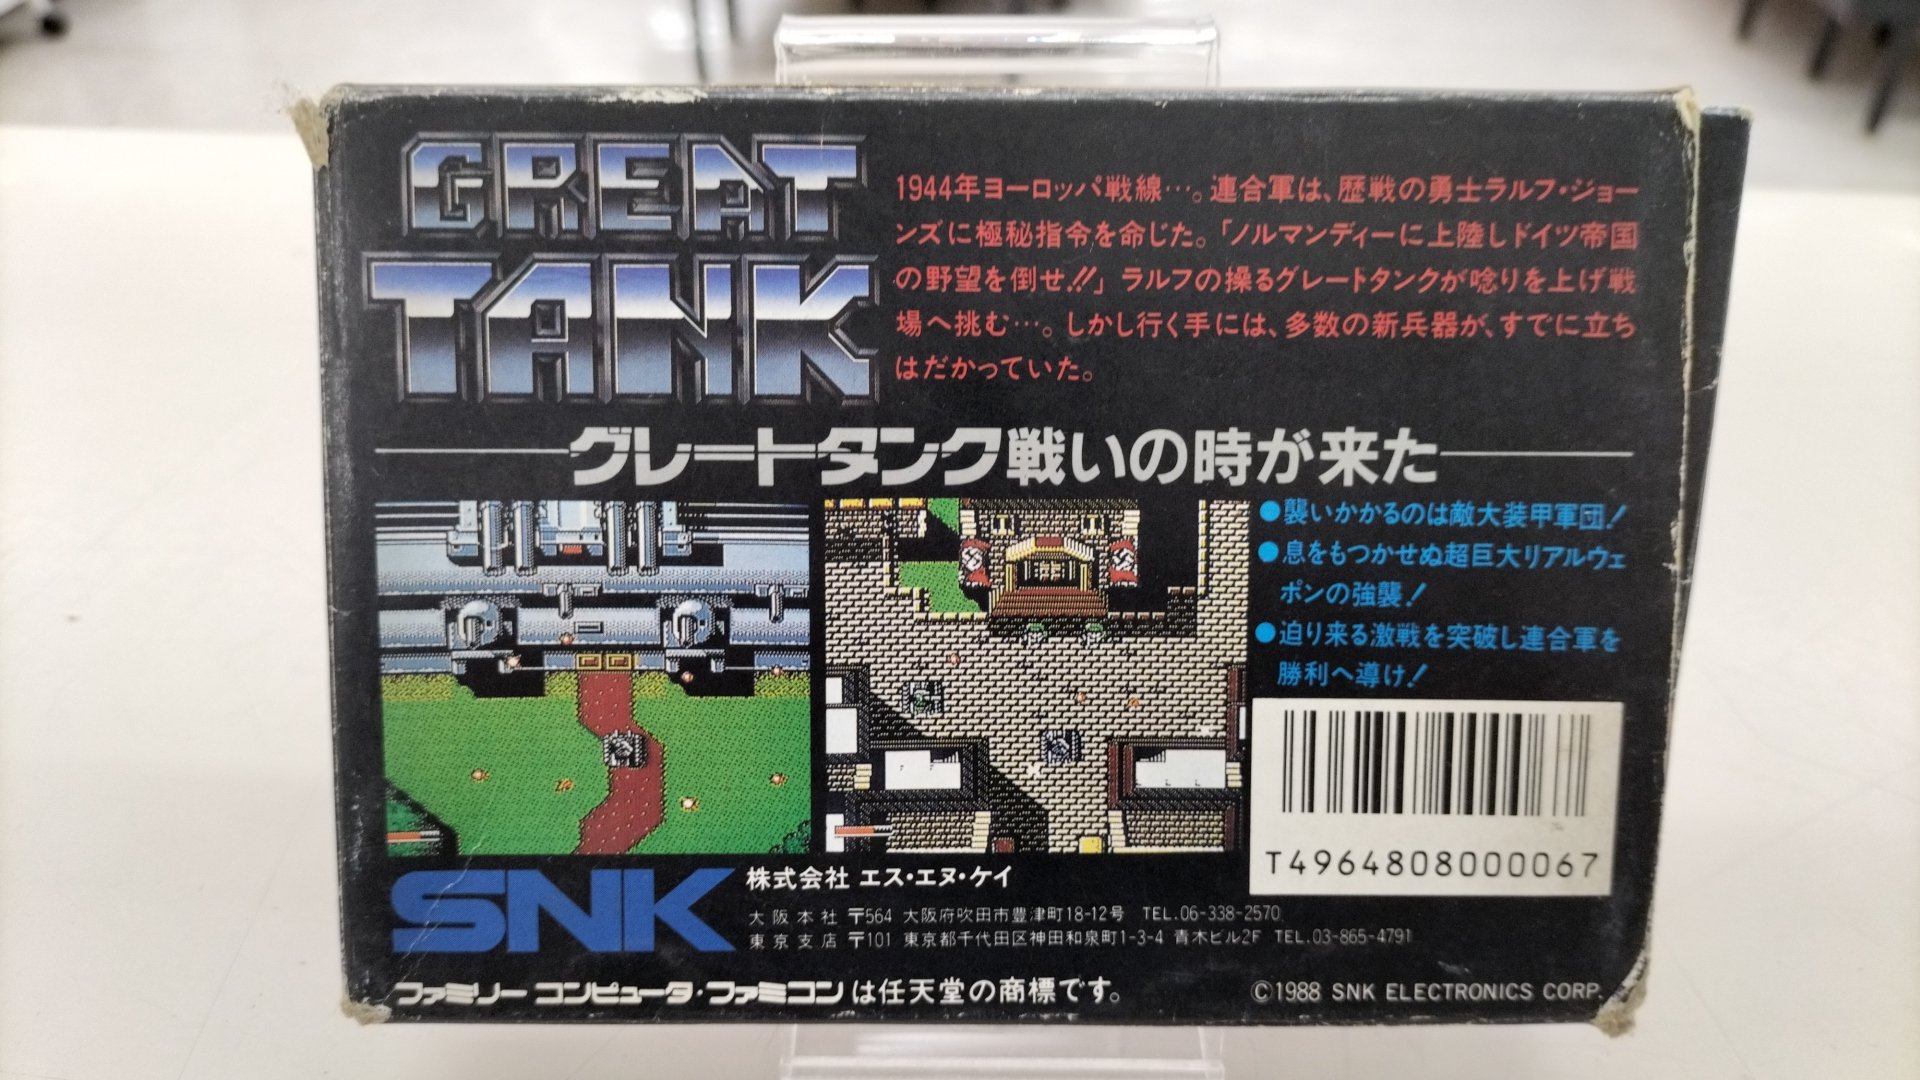 GREAT
TANK
1944年ヨーロッパ戦線…。連合軍は、歴戦の勇士ラルフ・ジョー
ンズに極秘指令を命じた。「ノルマンディーに上陸しドイツ帝国
の野望を倒せ!!」ラルフの操るグレートタンクが唸りを上げ戦
場へ挑む…。しかし行く手には、多数の新兵器が、すでに立ち
はだかっていた。
グレートタンク戦いの時が来た
●襲いかかるのは敵大装甲軍団!
●息をもつかせぬ超巨大リアルウェ
ポンの強襲!
●迫り来る激戦を突破し連合軍を
勝利へ導け!
T4964808000067
SNK 株式会社 エス・エヌ・ケイ
大阪本社 〒564 大阪府吹田市豊津町18-12号 TEL.06-338-2570
東京支店 〒101 東京都千代田区神田和泉町1-3-4 青木ビル2F TEL.03-865-4791
ファミリーコンピュータ・ファミコンは任天堂の商標です。
©1988 SNK ELECTRONICS CORP.